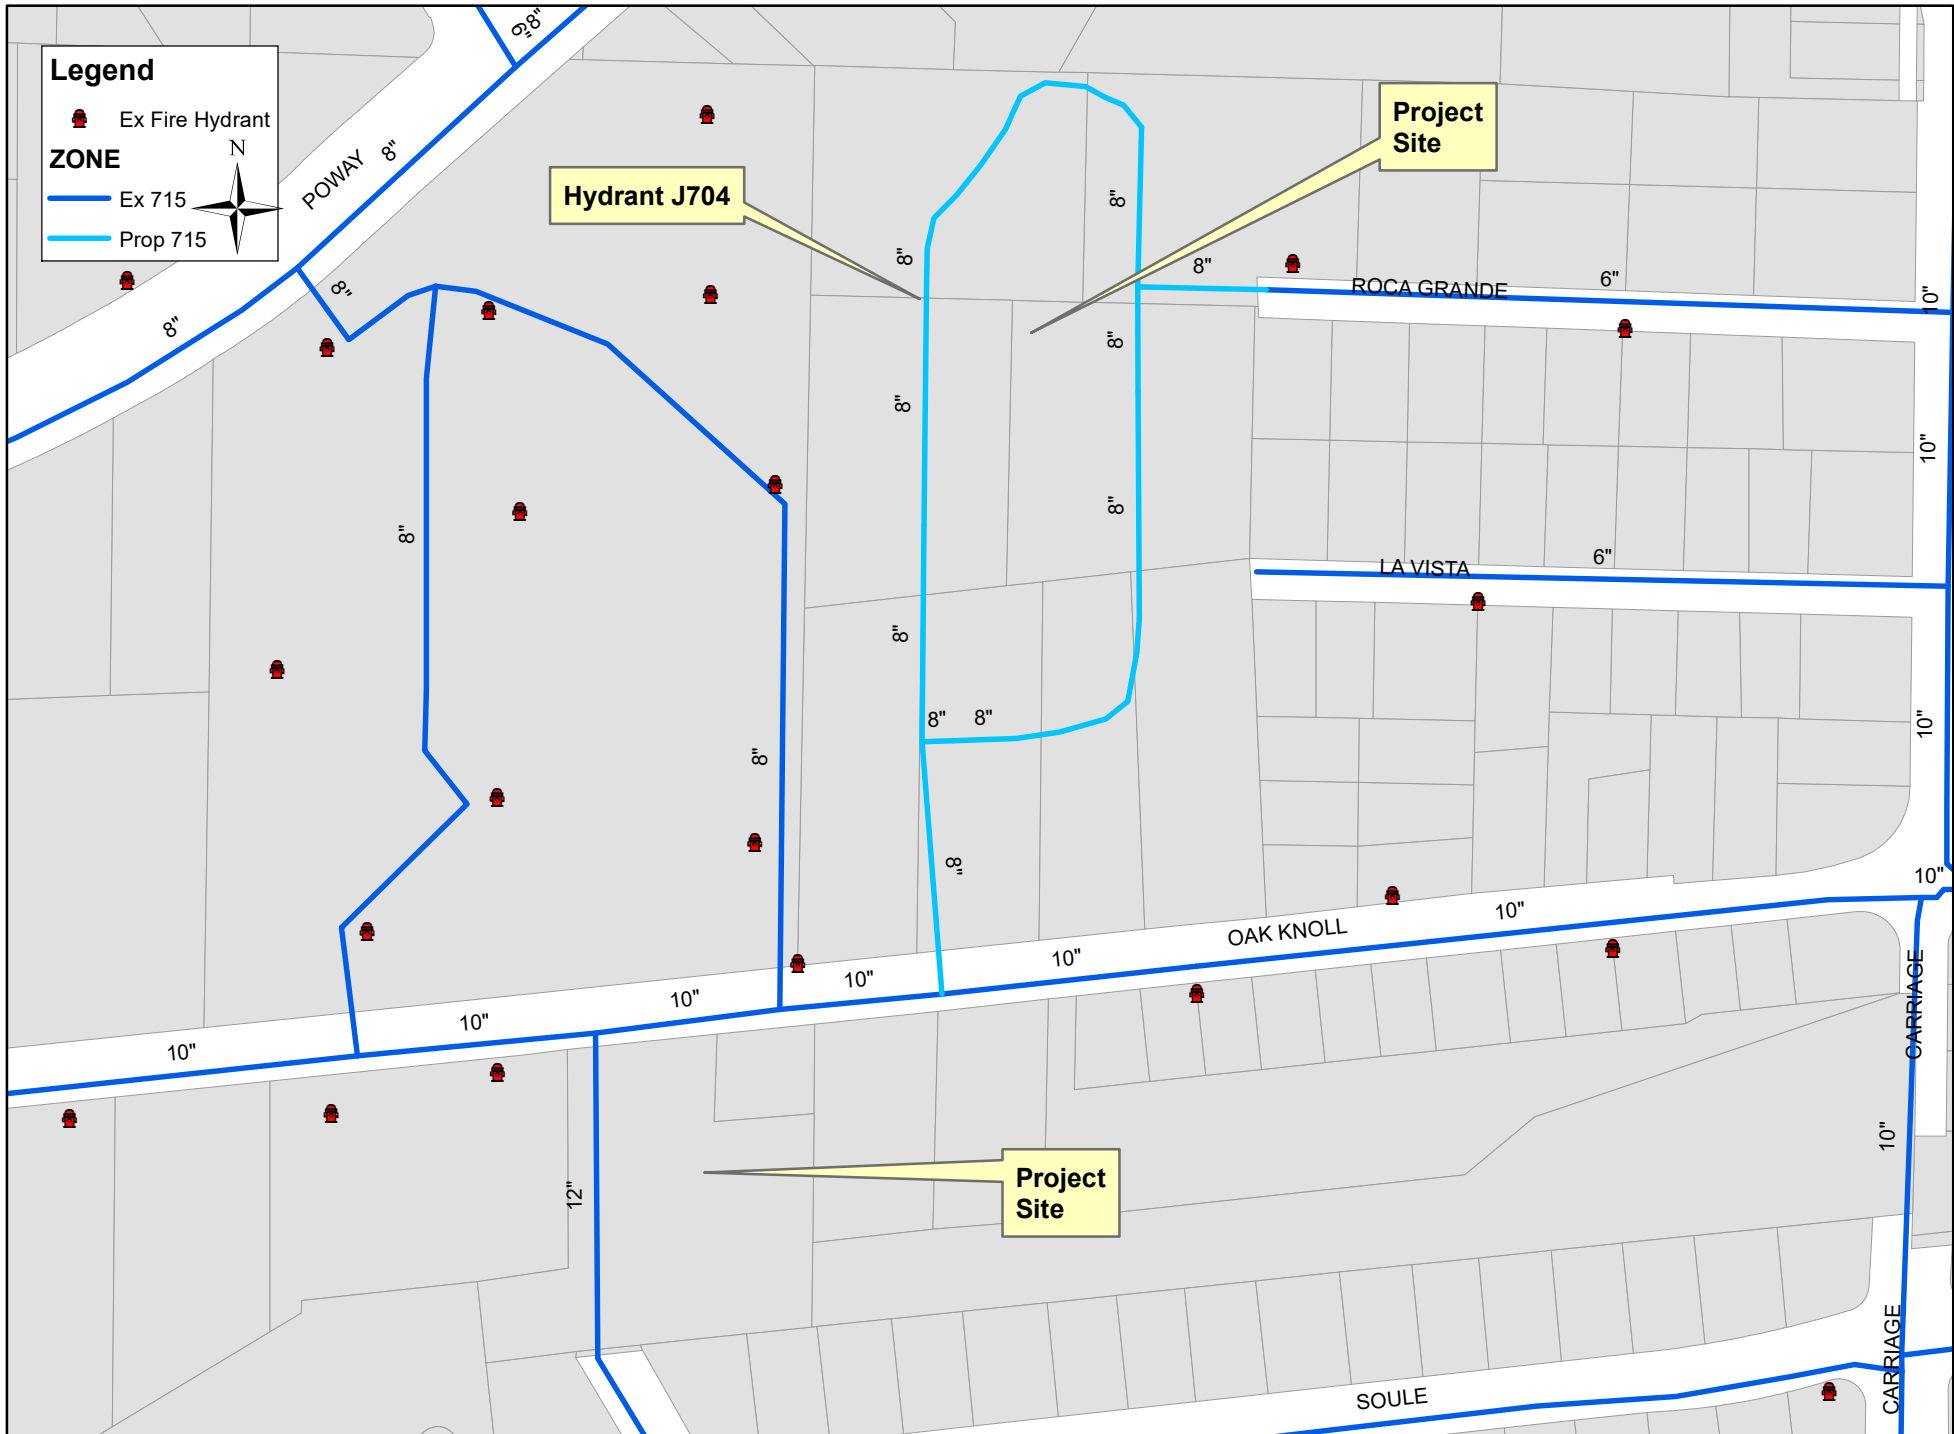 Legend
Ex Fire Hydrant
ZONE
N
Ex 715
Prop 715
6"
8"
POWAY
8"
8"
8"
Hydrant J704
Project
Site
8"
8"
8"
ROCA GRANDE
6"
10"
8"
8"
8"
10"
8"
LA VISTA
6"
8"
8"
8"
8"
10"
8"
10"
OAK KNOLL
10"
10"
10"
10"
10"
10"
CARRIAGE
10"
12"
Project
Site
CARRIAGE
SOULE